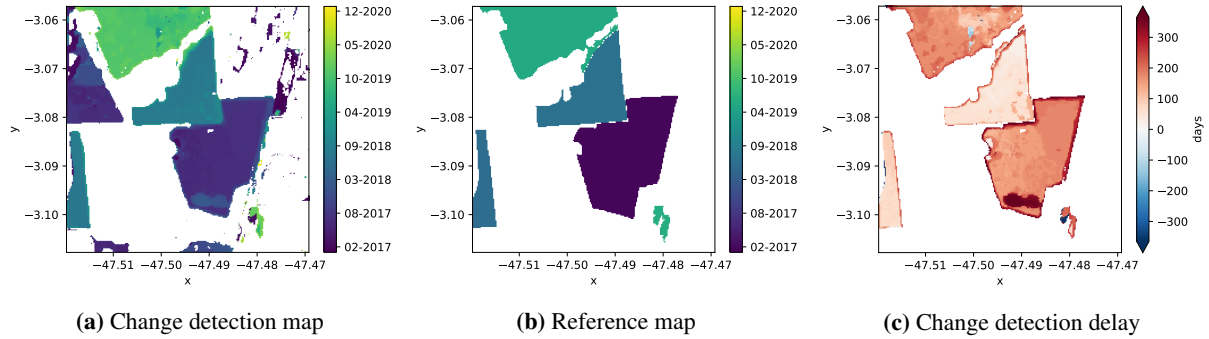 −3.06
−3.07
−3.08
−3.09
−3.10
y
−47.51 −47.50 −47.49 −47.48 −47.47
x
12-2020
05-2020
10-2019
04-2019
09-2018
03-2018
08-2017
02-2017
(a) Change detection map
−3.06
−3.07
−3.08
−3.09
−3.10
y
−47.51 −47.50 −47.49 −47.48 −47.47
x
12-2020
05-2020
10-2019
04-2019
09-2018
03-2018
08-2017
02-2017
(b) Reference map
−3.06
−3.07
−3.08
−3.09
−3.10
y
−47.51 −47.50 −47.49 −47.48 −47.47
x
300
200
100
0
−100
−200
−300
days
(c) Change detection delay